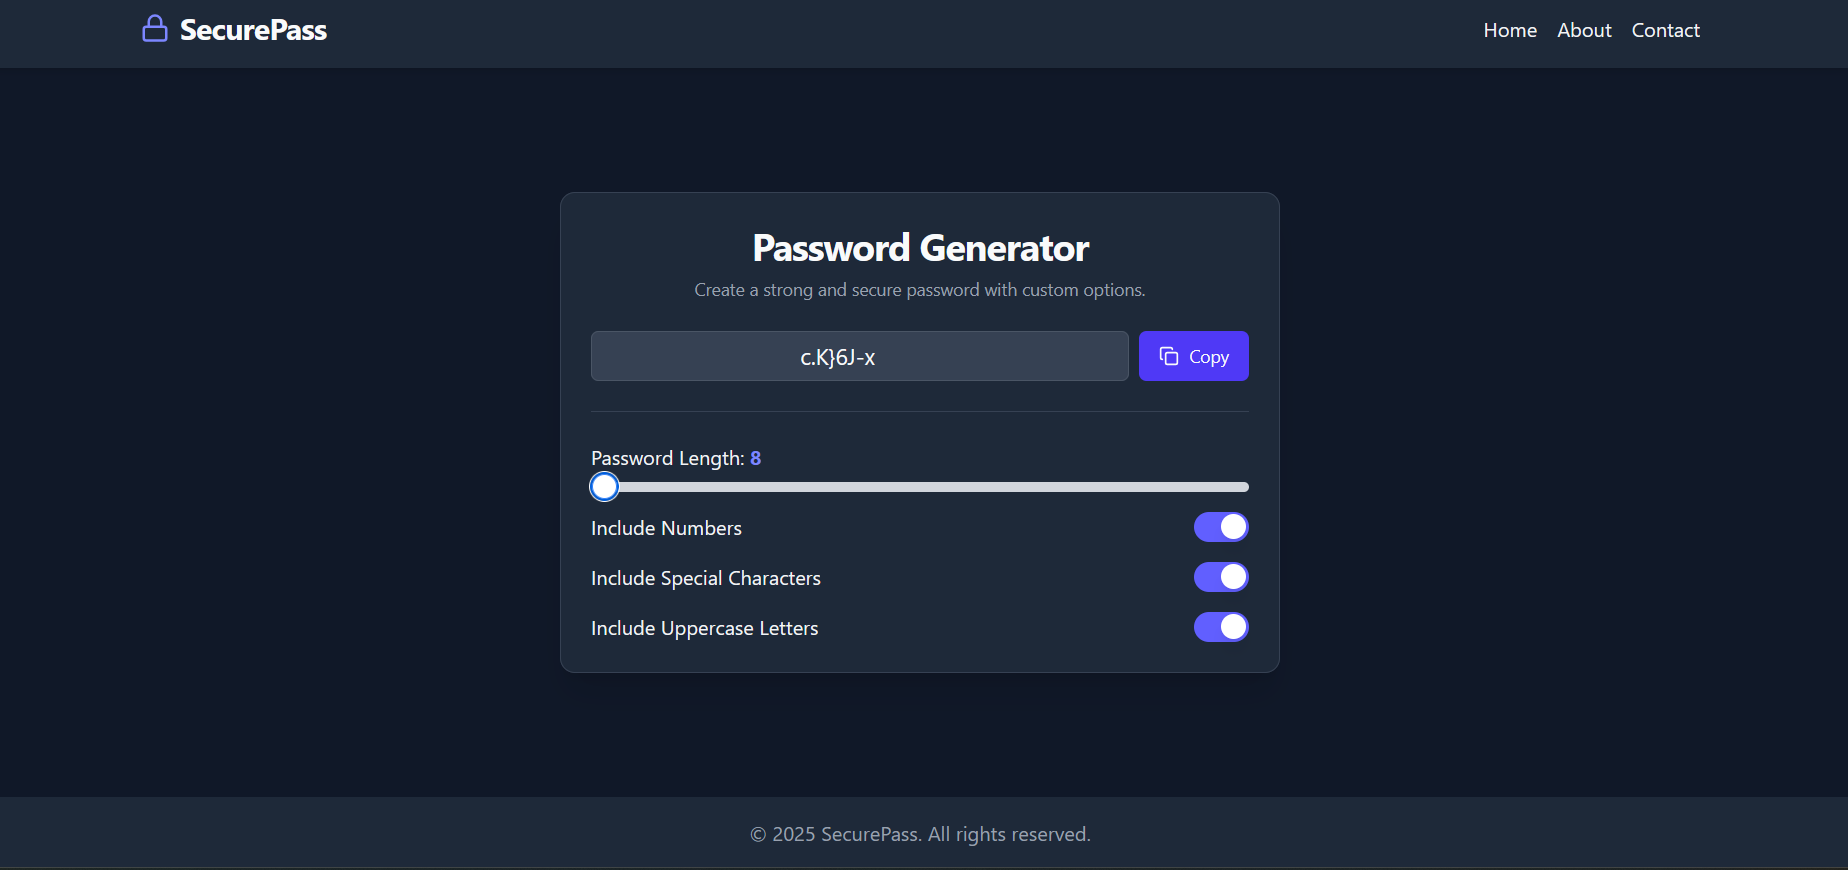 SecurePass
Home About Contact
Password Generator
Create a strong and secure password with custom options.
c.K}6J-x
Copy
Password Length: 8
Include Numbers
Include Special Characters
Include Uppercase Letters
© 2025 SecurePass. All rights reserved.